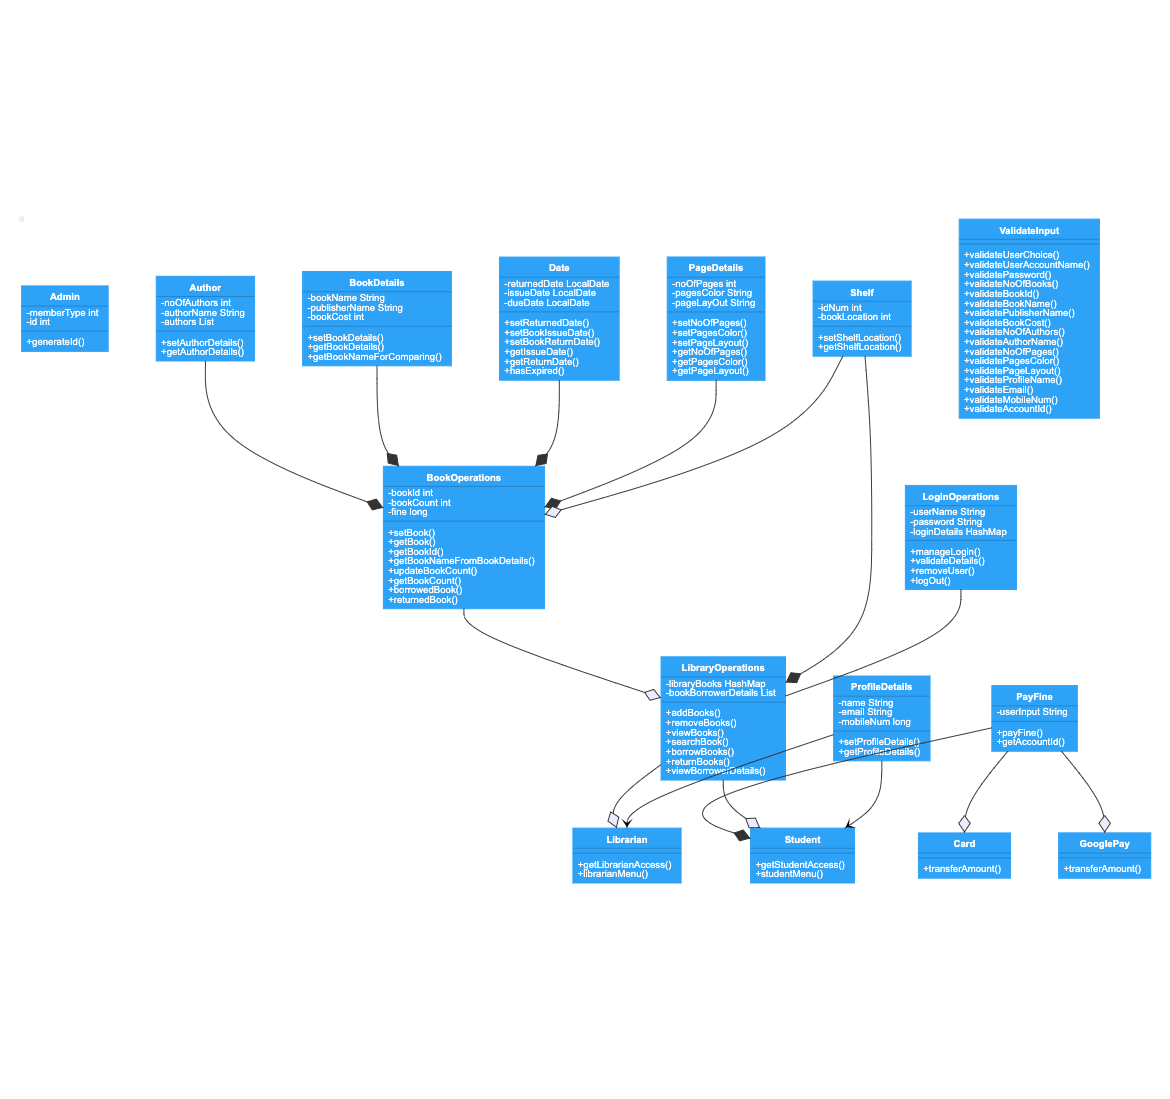 Admin
-memberType int
-id int
+generateId()
Author
-noOfAuthors int
-authorName String
-authors List
+setAuthorDetails()
+getAuthorDetails()
BookDetails
-bookName String
-publisherName String
-bookCost int
+setBookDetails()
+getBookDetails()
+getBookNameForComparing()
Date
-returnedDate LocalDate
-issueDate LocalDate
-dueDate LocalDate
+setReturnedDate()
+setBookIssueDate()
+setBookReturnDate()
+getIssueDate()
+getReturnDate()
+hasExpired()
PageDetails
-noOfPages int
-pagesColor String
-pageLayOut String
+setNoOfPages()
+setPagesColor()
+setPageLayout()
+getNoOfPages()
+getPagesColor()
+getPageLayout()
Shelf
-idNum int
-bookLocation int
+setShelfLocation()
+getShelfLocation()
ValidateInput
+validateUserChoice()
+validateUserAccountName()
+validatePassword()
+validateNoOfBooks()
+validateBookId()
+validateBookName()
+validatePublisherName()
+validateBookCost()
+validateNoOfAuthors()
+validateAuthorName()
+validateNoOfPages()
+validatePagesColor()
+validatePageLayout()
+validateProfileName()
+validateEmail()
+validateMobileNum()
+validateAccountId()
BookOperations
-bookId int
-bookCount int
-fine long
+setBook()
+getBook()
+getBookId()
+getBookNameFromBookDetails()
+updateBookCount()
+getBookCount()
+borrowedBook()
+returnedBook()
LoginOperations
-userName String
-password String
-loginDetails HashMap
+manageLogin()
+validateDetails()
+removeUser()
+logOut()
LibraryOperations
-libraryBooks HashMap
-bookBorrowerDetails List
+addBooks()
+removeBooks()
+viewBooks()
+searchBook()
+borrowBooks()
+returnBooks()
+viewBorrowerDetails()
ProfileDetails
-name String
-email String
-mobileNum long
+setProfileDetails()
+getProfileDetails()
PayFine
-userInput String
+payFine()
+getAccountId()
Librarian
+getLibrarianAccess()
+librarianMenu()
Student
+getStudentAccess()
+studentMenu()
Card
+transferAmount()
GooglePay
+transferAmount()